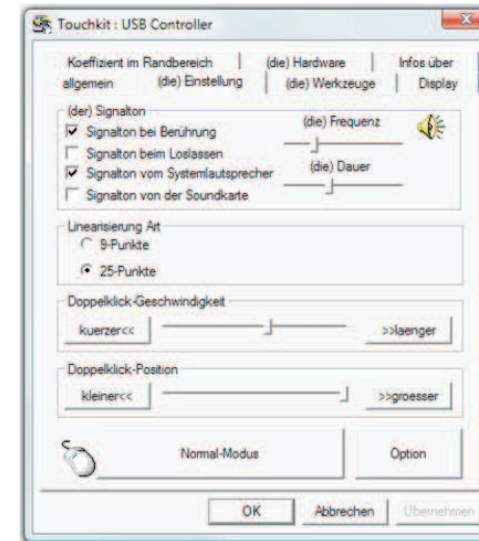 Touchkit : USB Controller
Koeffizient im Randbereich (die) Hardware Infos über
allgemein (die) Einstellung (die) Werkzeuge Display
(der) Signalton
(die) Frequenz
Signalton bei Berührung
Signalton beim Loslassen
(die) Dauer
Signalton vom Systemlautsprecher
Signalton von der Soundkarte
Linearisierung Art
9-Punkte
25-Punkte
Doppelklick-Geschwindigkeit
kuerzer<< >>laenger
Doppelklick-Position
kleiner<< >>groesser
Normal-Modus Option
OK Abbrechen Übernehmen